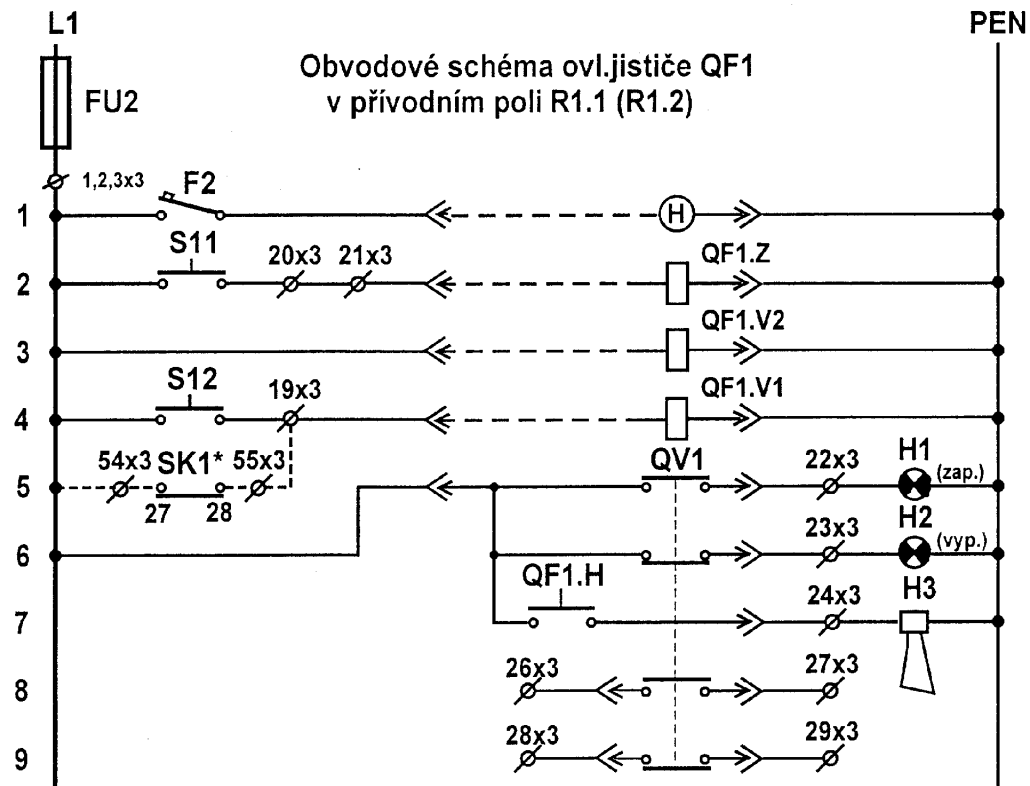 L1 PEN
Obvodové schéma ovl.jističe QF1
v přívodním poli R1.1 (R1.2)
FU2
1,2,3x3
1 F2 H
2 S11 20x3 21x3 QF1.Z
3 QF1.V2
4 S12 19x3 QF1.V1
5 54x3 SK1* 55x3 27 28 QV1 22x3 H1 (zap.)
6 23x3 H2 (vyp.)
7 QF1.H 24x3 H3
8 26x3 27x3
9 28x3 29x3